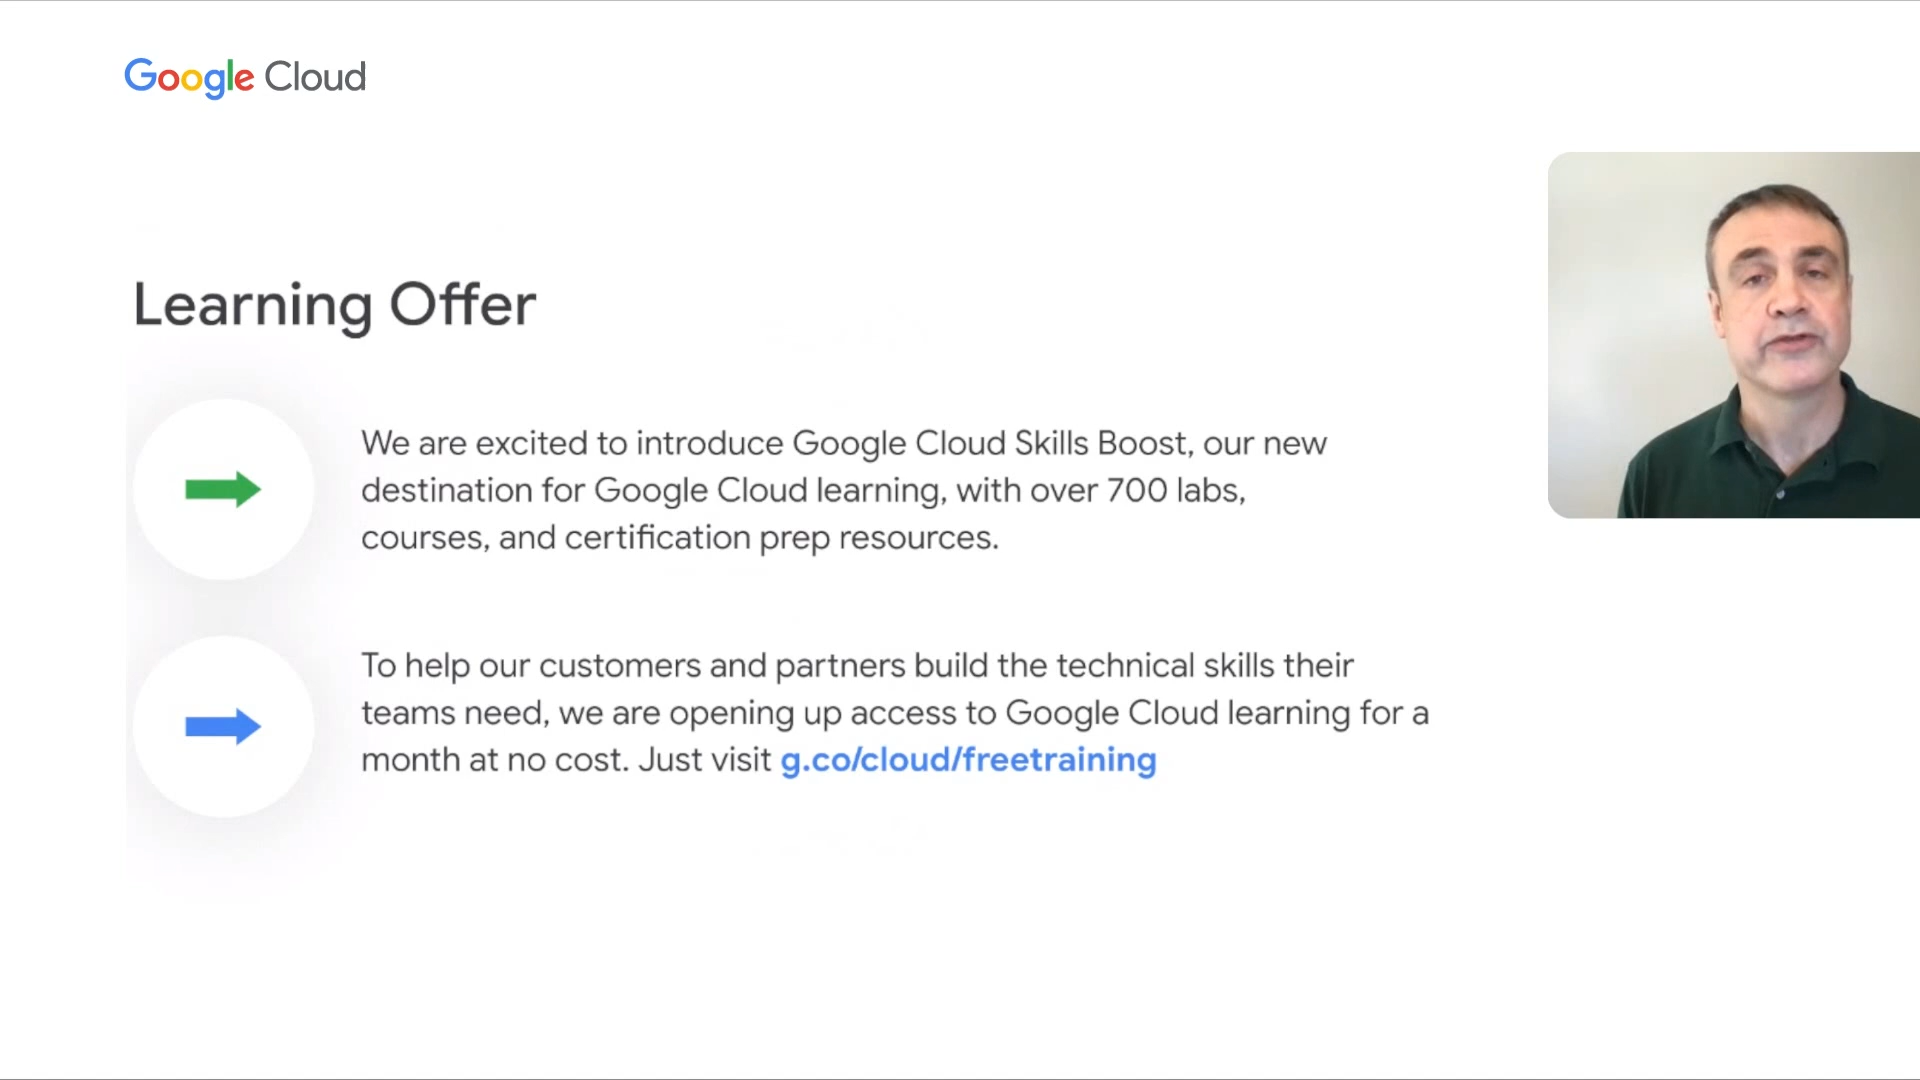 Google Cloud
Learning Offer
We are excited to introduce Google Cloud Skills Boost, our new
destination for Google Cloud learning, with over 700 labs,
courses, and certification prep resources.
To help our customers and partners build the technical skills their
teams need, we are opening up access to Google Cloud learning for a
month at no cost. Just visit g.co/cloud/freetraining